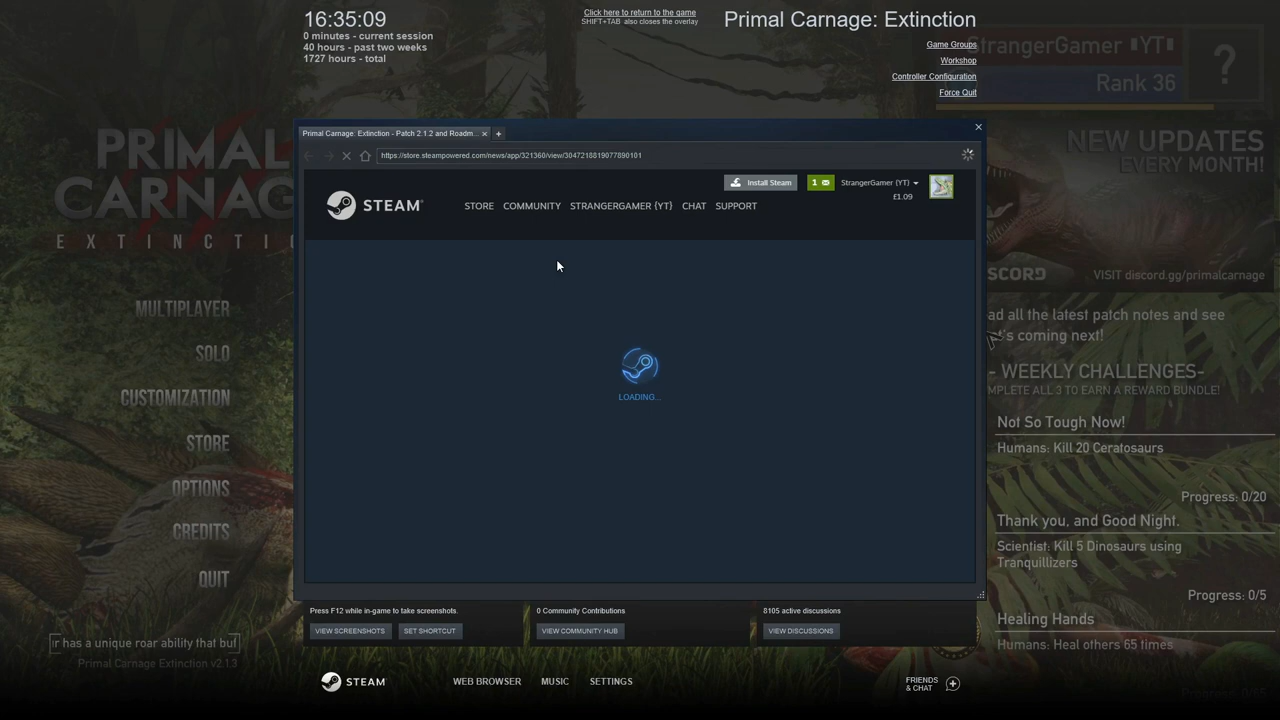 16:35:09
0 minutes - current session
40 hours - past two weeks
1727 hours - total
Click here to return to the game
SHIFT+TAB also closes the overlay
Primal Carnage: Extinction
Game Groups
Workshop
Controller Configuration
Force Quit
StrangerGamer [YT]
Rank 36
?
PRIMAL
CARNAG
EXTINCTI
NEW UPDATES
EVERY MONTH!
SCORD
VISIT discord.gg/primalcarnage
Primal Carnage: Extinction - Patch 2.1.2 and Roadm...
https://store.steampowered.com/news/app/321360/view/3047218819077890101
Install Steam
1
StrangerGamer {YT}
£1.09
STEAM
STORE
COMMUNITY
STRANGERGAMER {YT}
CHAT
SUPPORT
LOADING...
MULTIPLAYER
SOLO
CUSTOMIZATION
STORE
OPTIONS
CREDITS
QUIT
ir has a unique roar ability that buf
Primal Carnage Extinction v2.1.3
ad all the latest patch notes and see
t's coming next!
- WEEKLY CHALLENGES-
MPLETE ALL 3 TO EARN A REWARD BUNDLE!
Not So Tough Now!
Humans: Kill 20 Ceratosaurs
Progress: 0/20
Thank you, and Good Night.
Scientist: Kill 5 Dinosaurs using
Tranquillizers
Progress: 0/5
Healing Hands
Humans: Heal others 65 times
Progress: 0/65
Press F12 while in-game to take screenshots.
VIEW SCREENSHOTS
SET SHORTCUT
0 Community Contributions
VIEW COMMUNITY HUB
8105 active discussions
VIEW DISCUSSIONS
STEAM
WEB BROWSER
MUSIC
SETTINGS
FRIENDS
& CHAT